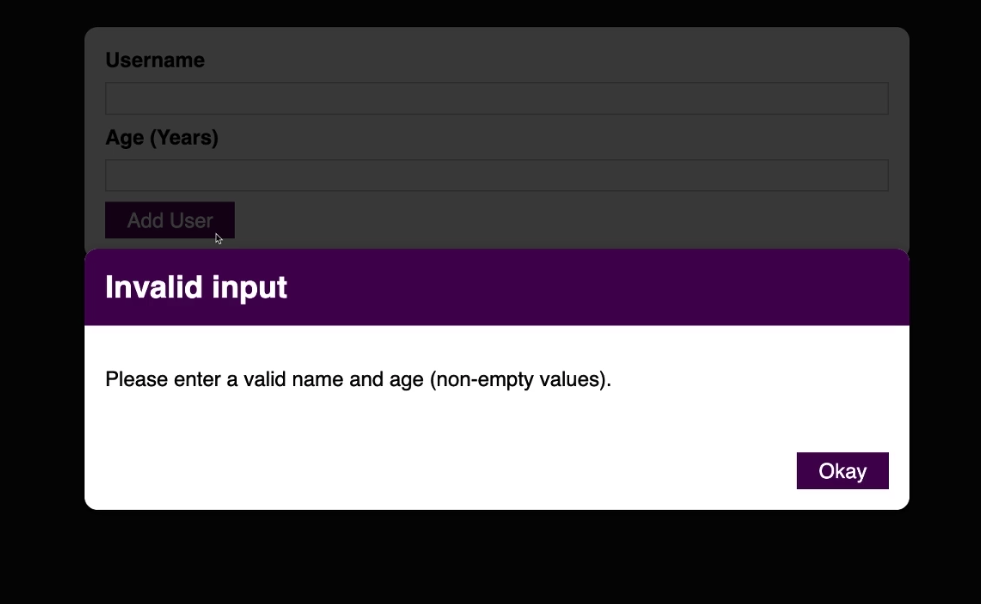 Username
Age (Years)
Add User
Invalid input
Please enter a valid name and age (non-empty values).
Okay